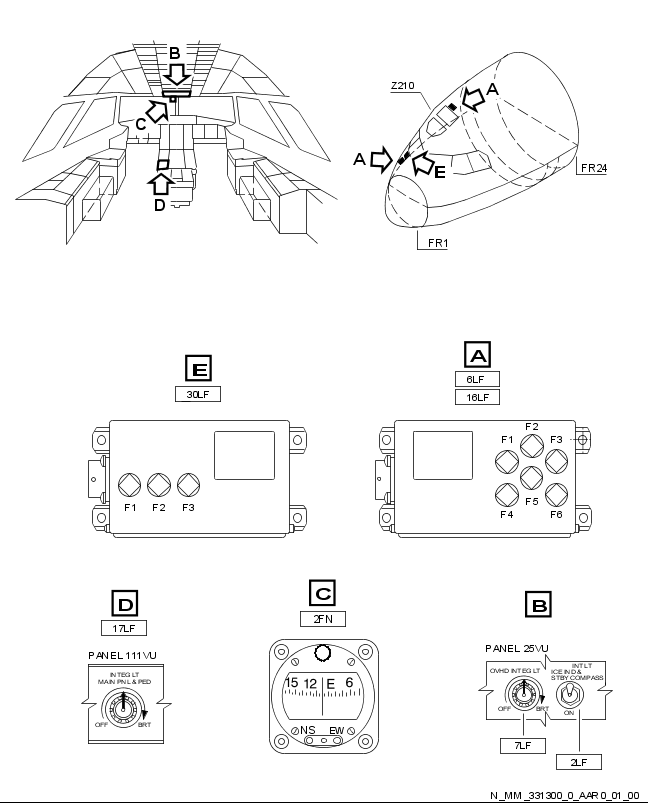 B
C
D
Z210
A
A
E
FR24
FR1
E
30LF
F1 F2 F3
A
6LF
16LF
F2
F1 F3
F5
F4 F6
D
17LF
PANEL 111VU
INTEG LT
MAIN PNL & PED
OFF BRT
C
2FN
15 12 E 6
NS EW
B
PANEL 25VU
OVHD INTEG LT
INT LT
ICE IND &
STBY COMPASS
OFF BRT
ON
7LF
2LF
N_MM_331300_0_AAR0_01_00